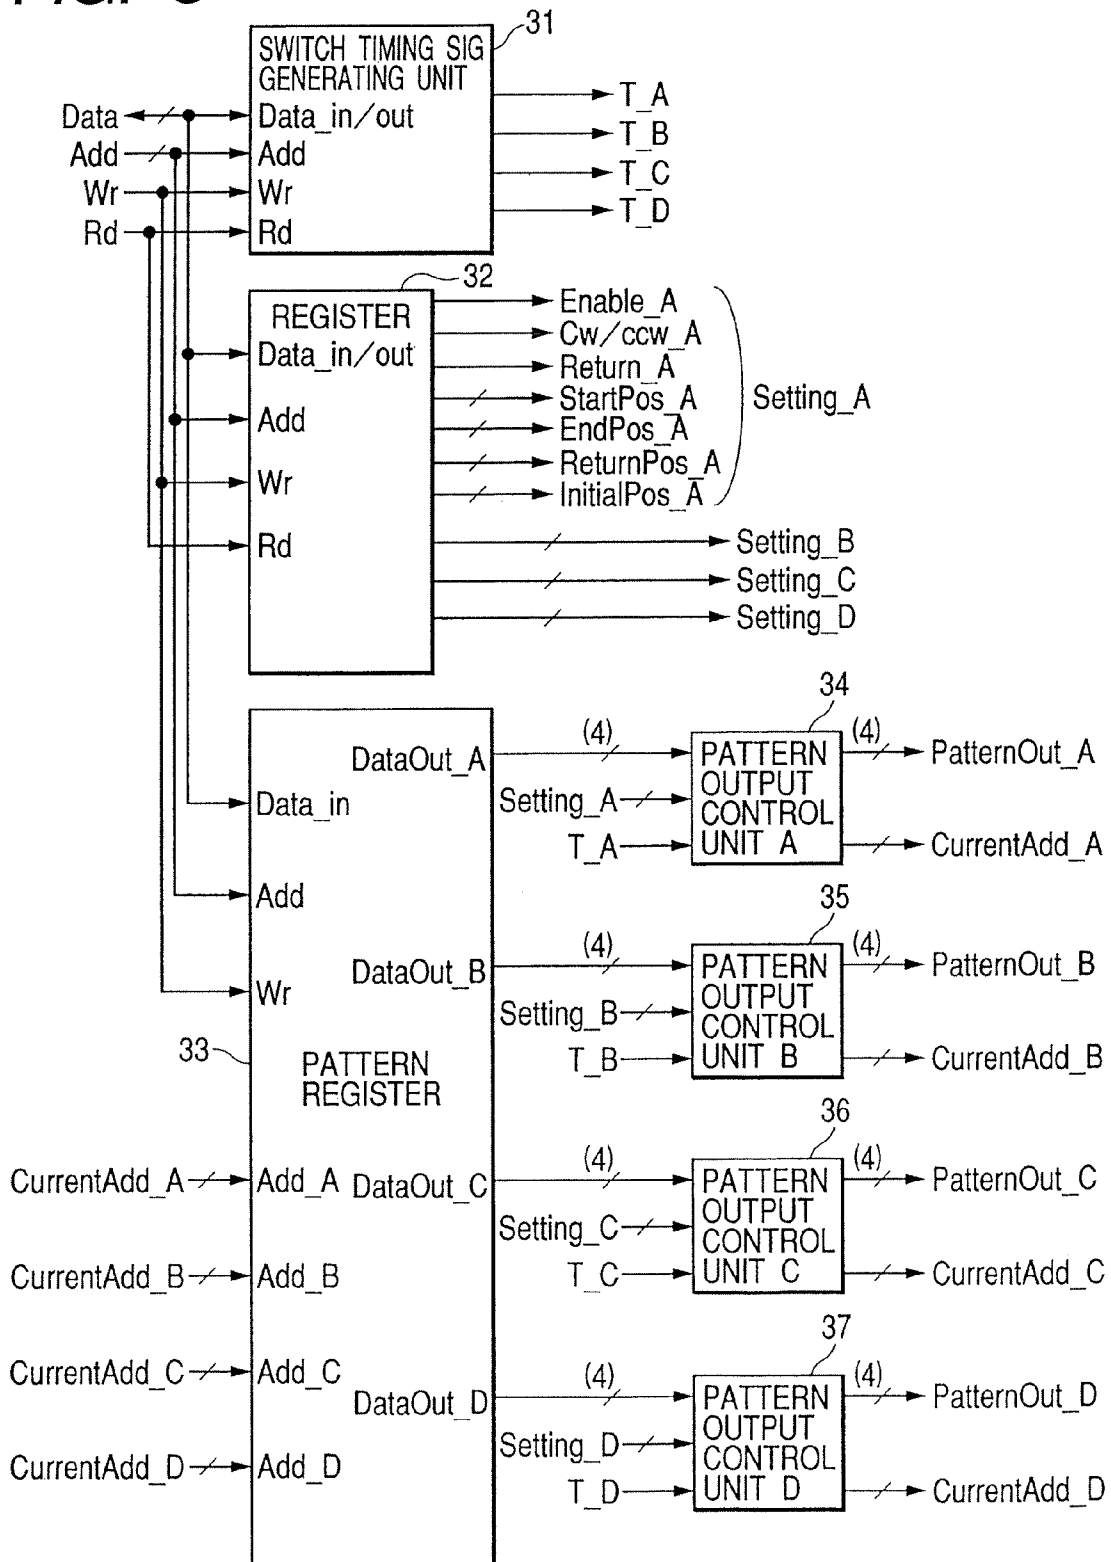 31
SWITCH TIMING SIG
GENERATING UNIT
Data
Data_in/out
T_A
Add
Add
T_B
Wr
Wr
T_C
Rd
Rd
T_D
32
REGISTER
Data_in/out
Add
Wr
Rd
Enable_A
Cw/ccw_A
Return_A
StartPos_A
EndPos_A
ReturnPos_A
InitialPos_A
Setting_A
Setting_B
Setting_C
Setting_D
33
PATTERN
REGISTER
Data_in
Add
Wr
CurrentAdd_A
Add_A
CurrentAdd_B
Add_B
CurrentAdd_C
Add_C
CurrentAdd_D
Add_D
DataOut_A
DataOut_B
DataOut_C
DataOut_D
34
(4)
Setting_A
T_A
PATTERN
OUTPUT
CONTROL
UNIT A
(4)
PatternOut_A
CurrentAdd_A
35
(4)
Setting_B
T_B
PATTERN
OUTPUT
CONTROL
UNIT B
(4)
PatternOut_B
CurrentAdd_B
36
(4)
Setting_C
T_C
PATTERN
OUTPUT
CONTROL
UNIT C
(4)
PatternOut_C
CurrentAdd_C
37
(4)
Setting_D
T_D
PATTERN
OUTPUT
CONTROL
UNIT D
(4)
PatternOut_D
CurrentAdd_D